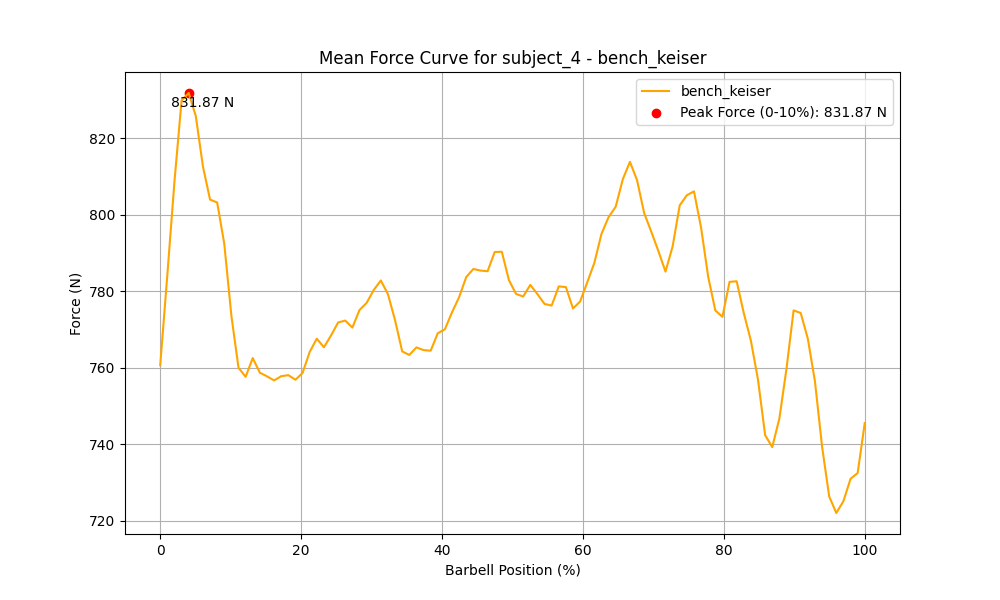 Mean Force Curve for subject_4 - bench_keiser
bench_keiser
Peak Force (0-10%): 831.87 N
831.87 N
820
800
780
760
740
720
Force (N)
0 20 40 60 80 100
Barbell Position (%)